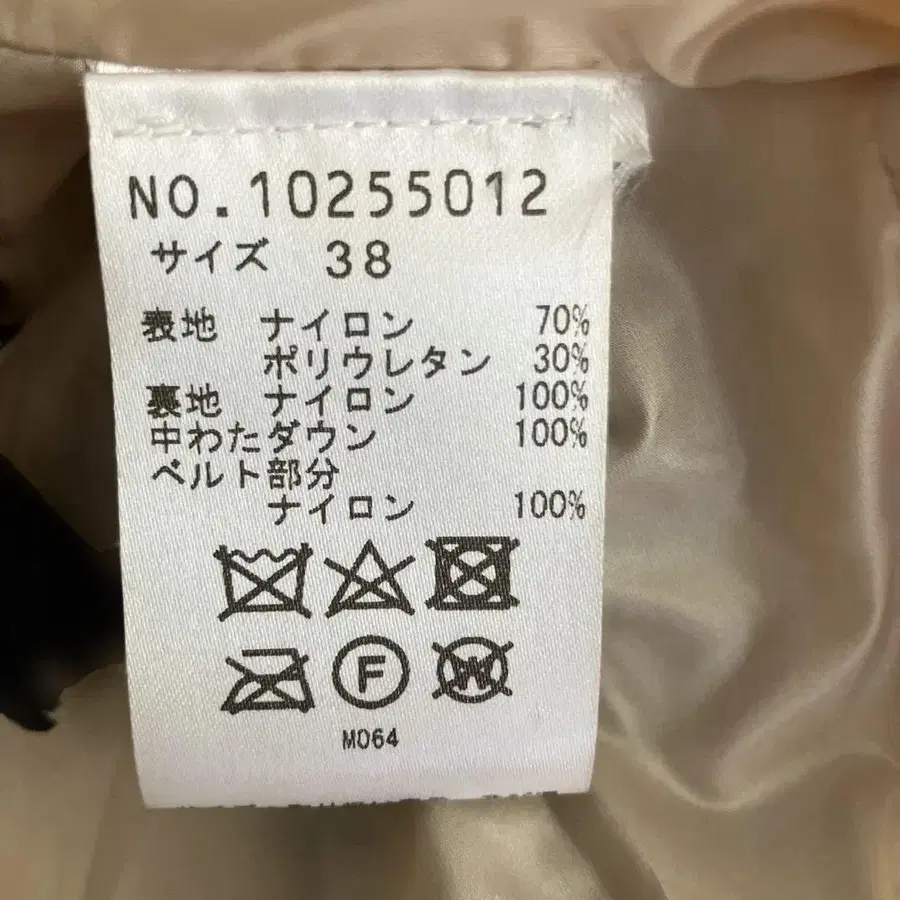 NO.10255012
サイズ 38
表地 ナイロン 70%
ポリウレタン 30%
裏地 ナイロン 100%
中わたダウン 100%
ベルト部分
ナイロン 100%
F W
M064